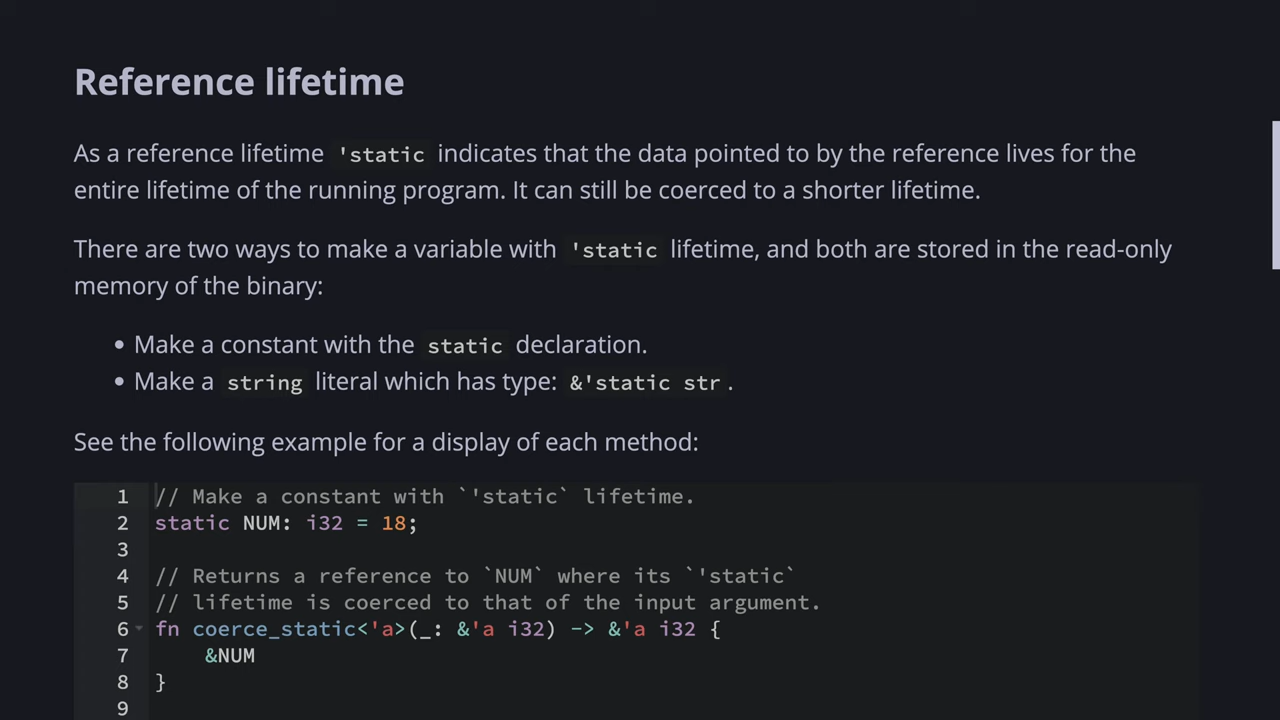 Reference lifetime
As a reference lifetime 'static indicates that the data pointed to by the reference lives for the
entire lifetime of the running program. It can still be coerced to a shorter lifetime.
There are two ways to make a variable with 'static lifetime, and both are stored in the read-only
memory of the binary:
• Make a constant with the static declaration.
• Make a string literal which has type: &'static str.
See the following example for a display of each method:
1 // Make a constant with `'static` lifetime.
2 static NUM: i32 = 18;
3
4 // Returns a reference to `NUM` where its `'static`
5 // lifetime is coerced to that of the input argument.
6 fn coerce_static<'a>(_: &'a i32) -> &'a i32 {
7     &NUM
8 }
9